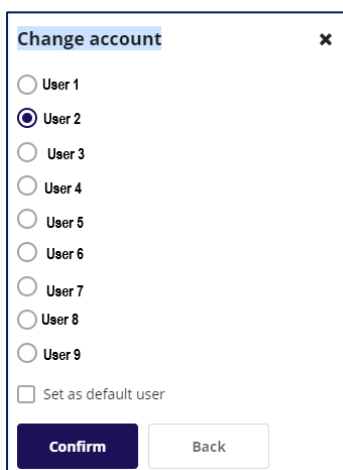 Change account
User 1
User 2
User 3
User 4
User 5
User 6
User 7
User 8
User 9
Set as default user
Confirm Back